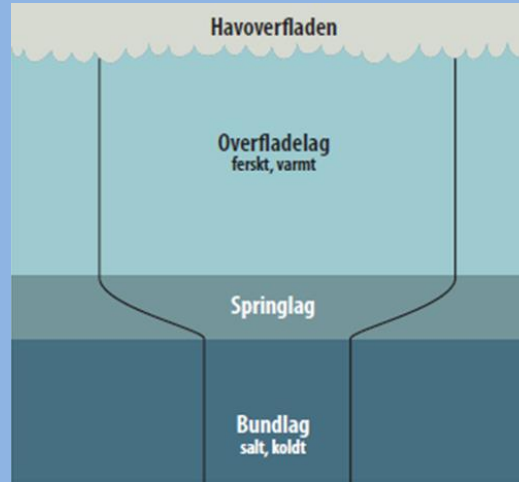 Havoverfladen
Overfladelag
ferskt, varmt
Springlag
Bundlag
salt, koldt